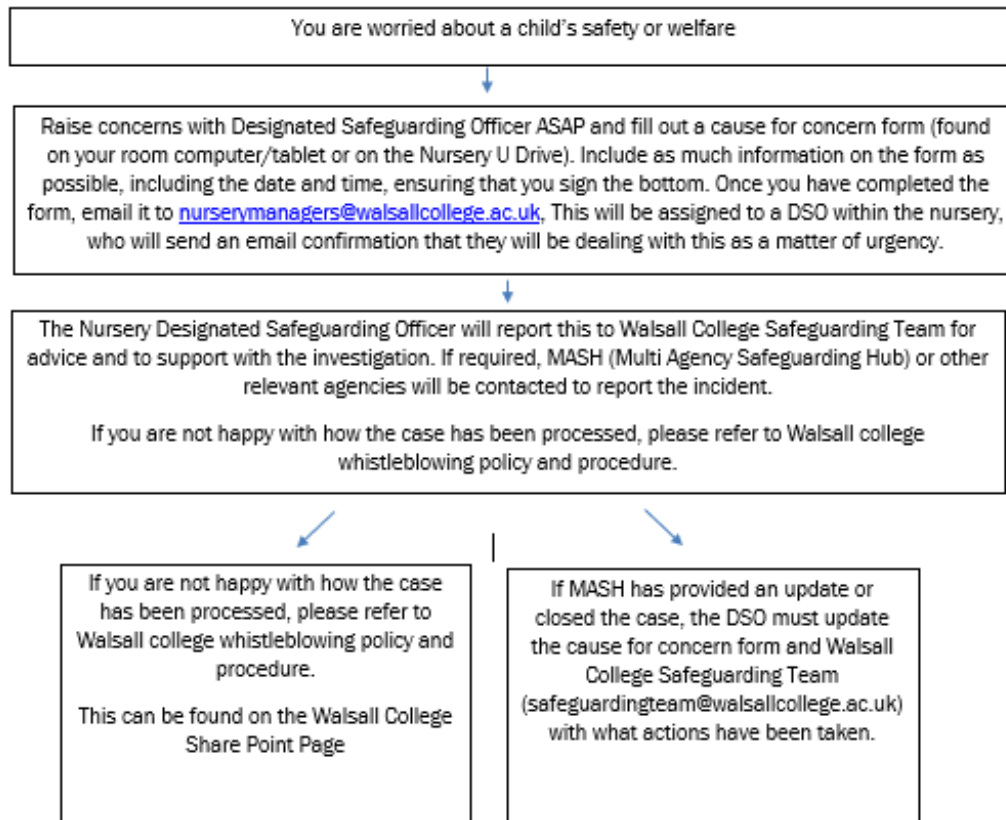 You are worried about a child's safety or welfare
Raise concerns with Designated Safeguarding Officer ASAP and fill out a cause for concern form (found
on your room computer/tablet or on the Nursery U Drive). Include as much information on the form as
possible, including the date and time, ensuring that you sign the bottom. Once you have completed the
form, email it to nurserymanagers@walsallcollege.ac.uk, This will be assigned to a DSO within the nursery,
who will send an email confirmation that they will be dealing with this as a matter of urgency.
The Nursery Designated Safeguarding Officer will report this to Walsall College Safeguarding Team for
advice and to support with the investigation. If required, MASH (Multi Agency Safeguarding Hub) or other
relevant agencies will be contacted to report the incident.
If you are not happy with how the case has been processed, please refer to Walsall college
whistleblowing policy and procedure.
If you are not happy with how the case
has been processed, please refer to
Walsall college whistleblowing policy and
procedure.
This can be found on the Walsall College
Share Point Page
If MASH has provided an update or
closed the case, the DSO must update
the cause for concern form and Walsall
College Safeguarding Team
(safeguardingteam@walsallcollege.ac.uk)
with what actions have been taken.